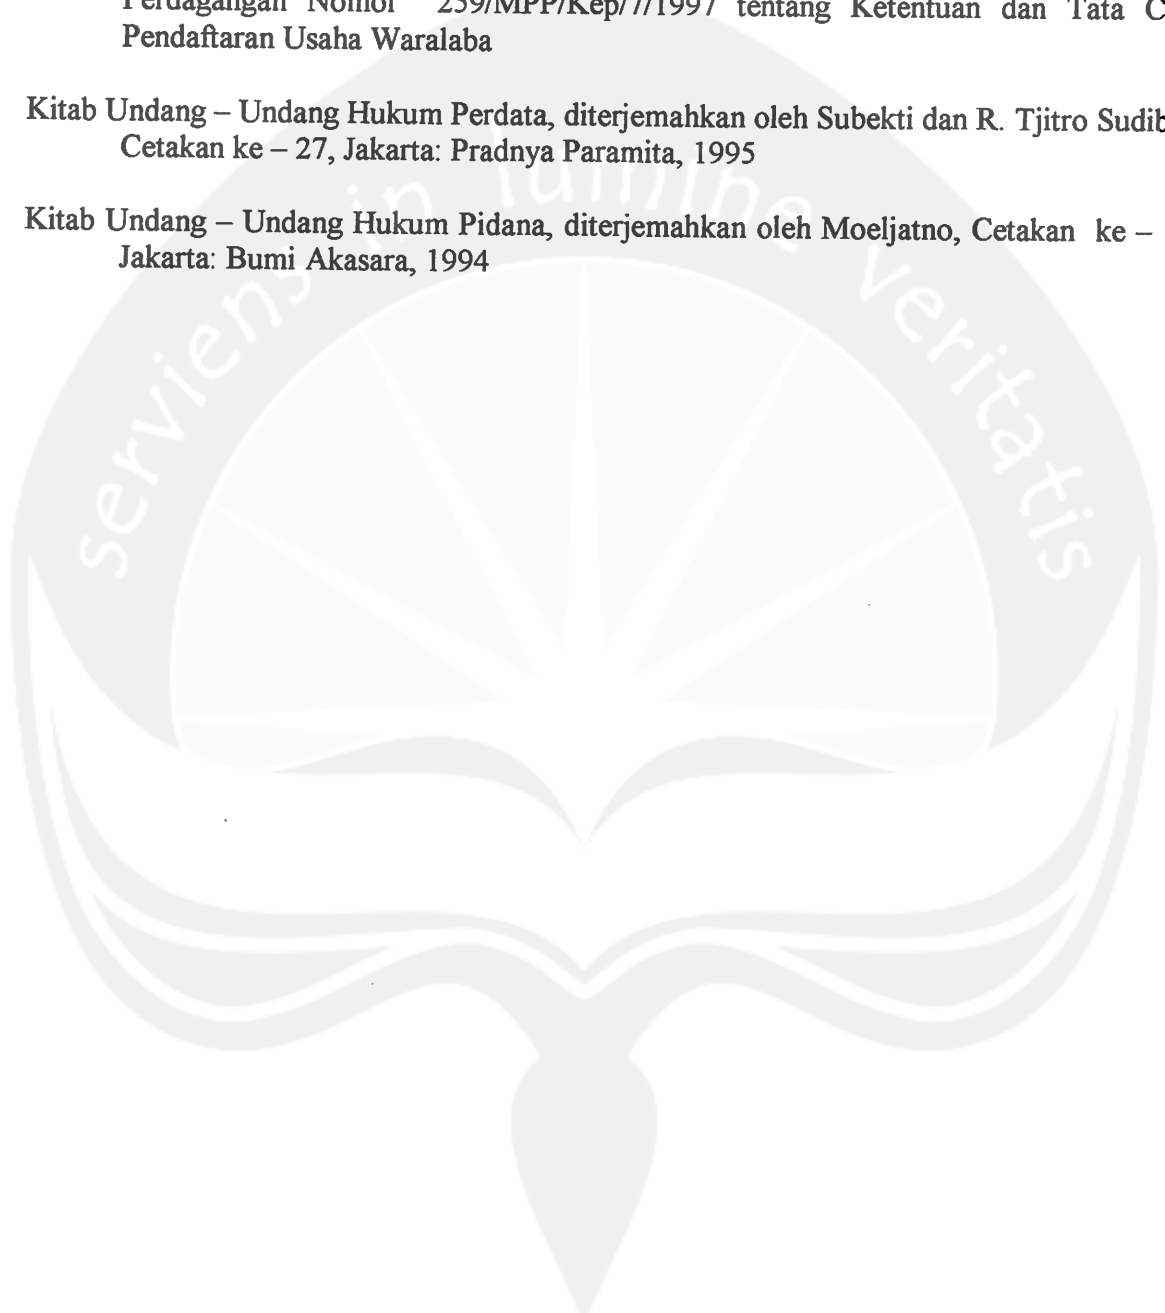 Perdagangan Nomor 259/MPP/Kep/7/1997 tentang Ketentuan dan Tata C
Pendaftaran Usaha Waralaba
Kitab Undang – Undang Hukum Perdata, diterjemahkan oleh Subekti dan R. Tjitro Sudib
Cetakan ke – 27, Jakarta: Pradnya Paramita, 1995
Kitab Undang – Undang Hukum Pidana, diterjemahkan oleh Moeljatno, Cetakan ke –
Jakarta: Bumi Akasara, 1994
serviens in lumine veritatis